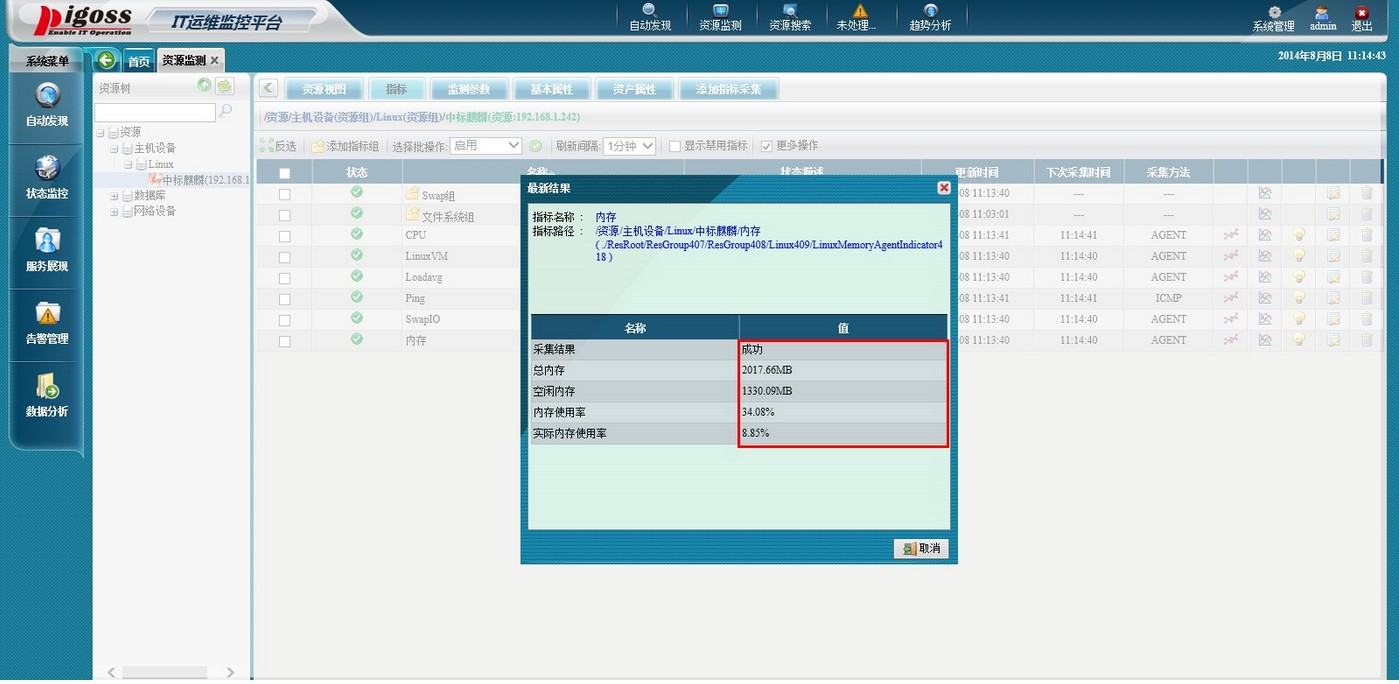 Pigoss
Enable IT Operation
IT运维监控平台
自动发现
资源监测
资源搜索
未处理...
趋势分析
系统管理
admin
退出
系统菜单
首页
资源监测
2014年8月8日 11:14:43
自动发现
状态监控
服务展现
告警管理
数据分析
资源树
资源
主机设备
Linux
中标麒麟(192.168.1
数据库
网络设备
资源视图
指标
监测参数
基本属性
资产属性
添加指标采集
/资源/主机设备(资源组)/Linux(资源组)/中标麒麟(资源:192.168.1.242)
反选
添加指标组
选择批操作:
启用
刷新间隔:
1分钟
显示禁用指标
更多操作
状态
名称
状态描述
更新时间
下次采集时间
采集方法
Swap组
08 11:13:40
---
---
文件系统组
08 11:03:01
---
---
CPU
08 11:13:41
11:14:41
AGENT
LinuxVM
08 11:13:40
11:14:40
AGENT
Loadavg
08 11:13:40
11:14:40
AGENT
Ping
08 11:13:41
11:14:41
ICMP
SwapIO
08 11:13:40
11:14:40
AGENT
内存
08 11:13:40
11:14:40
AGENT
最新结果
指标名称 : 内存
指标路径 : /资源/主机设备/Linux/中标麒麟/内存
( ./ResRoot/ResGroup407/ResGroup408/Linux409/LinuxMemoryAgentIndicator4
18 )
名称
值
采集结果
成功
总内存
2017.66MB
空闲内存
1330.09MB
内存使用率
34.08%
实际内存使用率
8.85%
取消